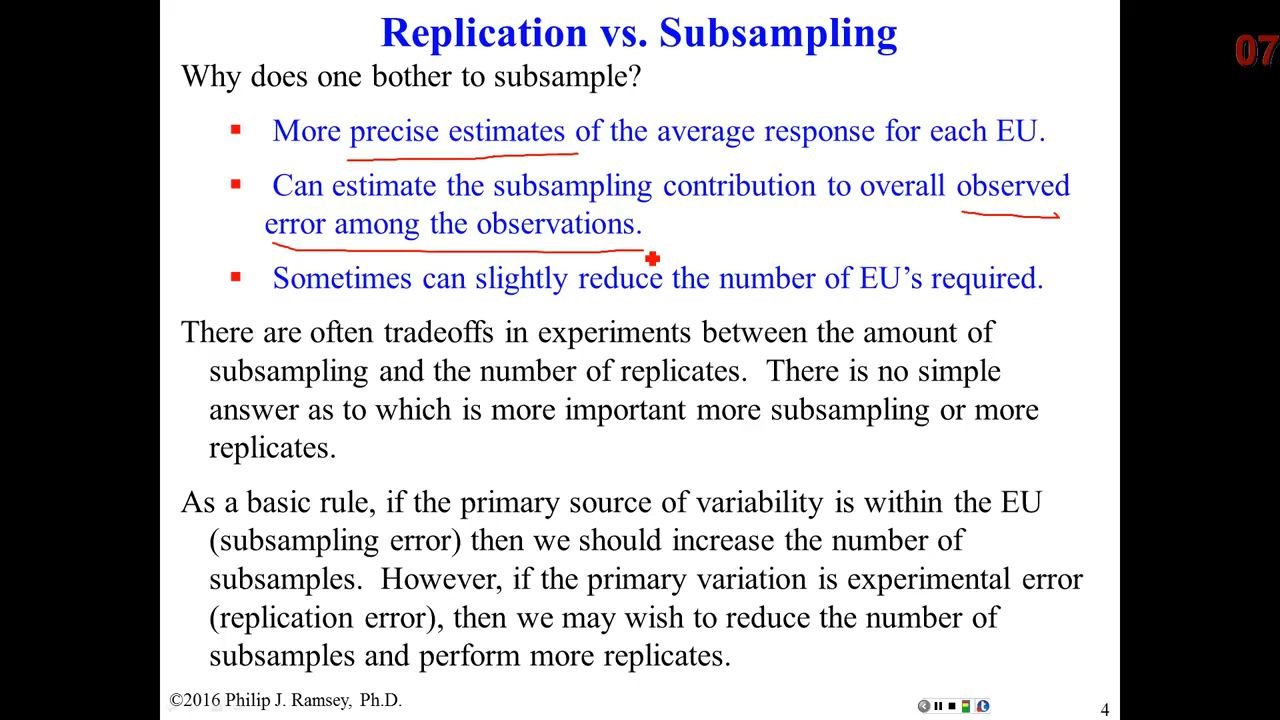 Replication vs. Subsampling
07
Why does one bother to subsample?
More precise estimates of the average response for each EU.
Can estimate the subsampling contribution to overall observed
error among the observations.
Sometimes can slightly reduce the number of EU’s required.
There are often tradeoffs in experiments between the amount of
subsampling and the number of replicates. There is no simple
answer as to which is more important more subsampling or more
replicates.
As a basic rule, if the primary source of variability is within the EU
(subsampling error) then we should increase the number of
subsamples. However, if the primary variation is experimental error
(replication error), then we may wish to reduce the number of
subsamples and perform more replicates.
©2016 Philip J. Ramsey, Ph.D.
4